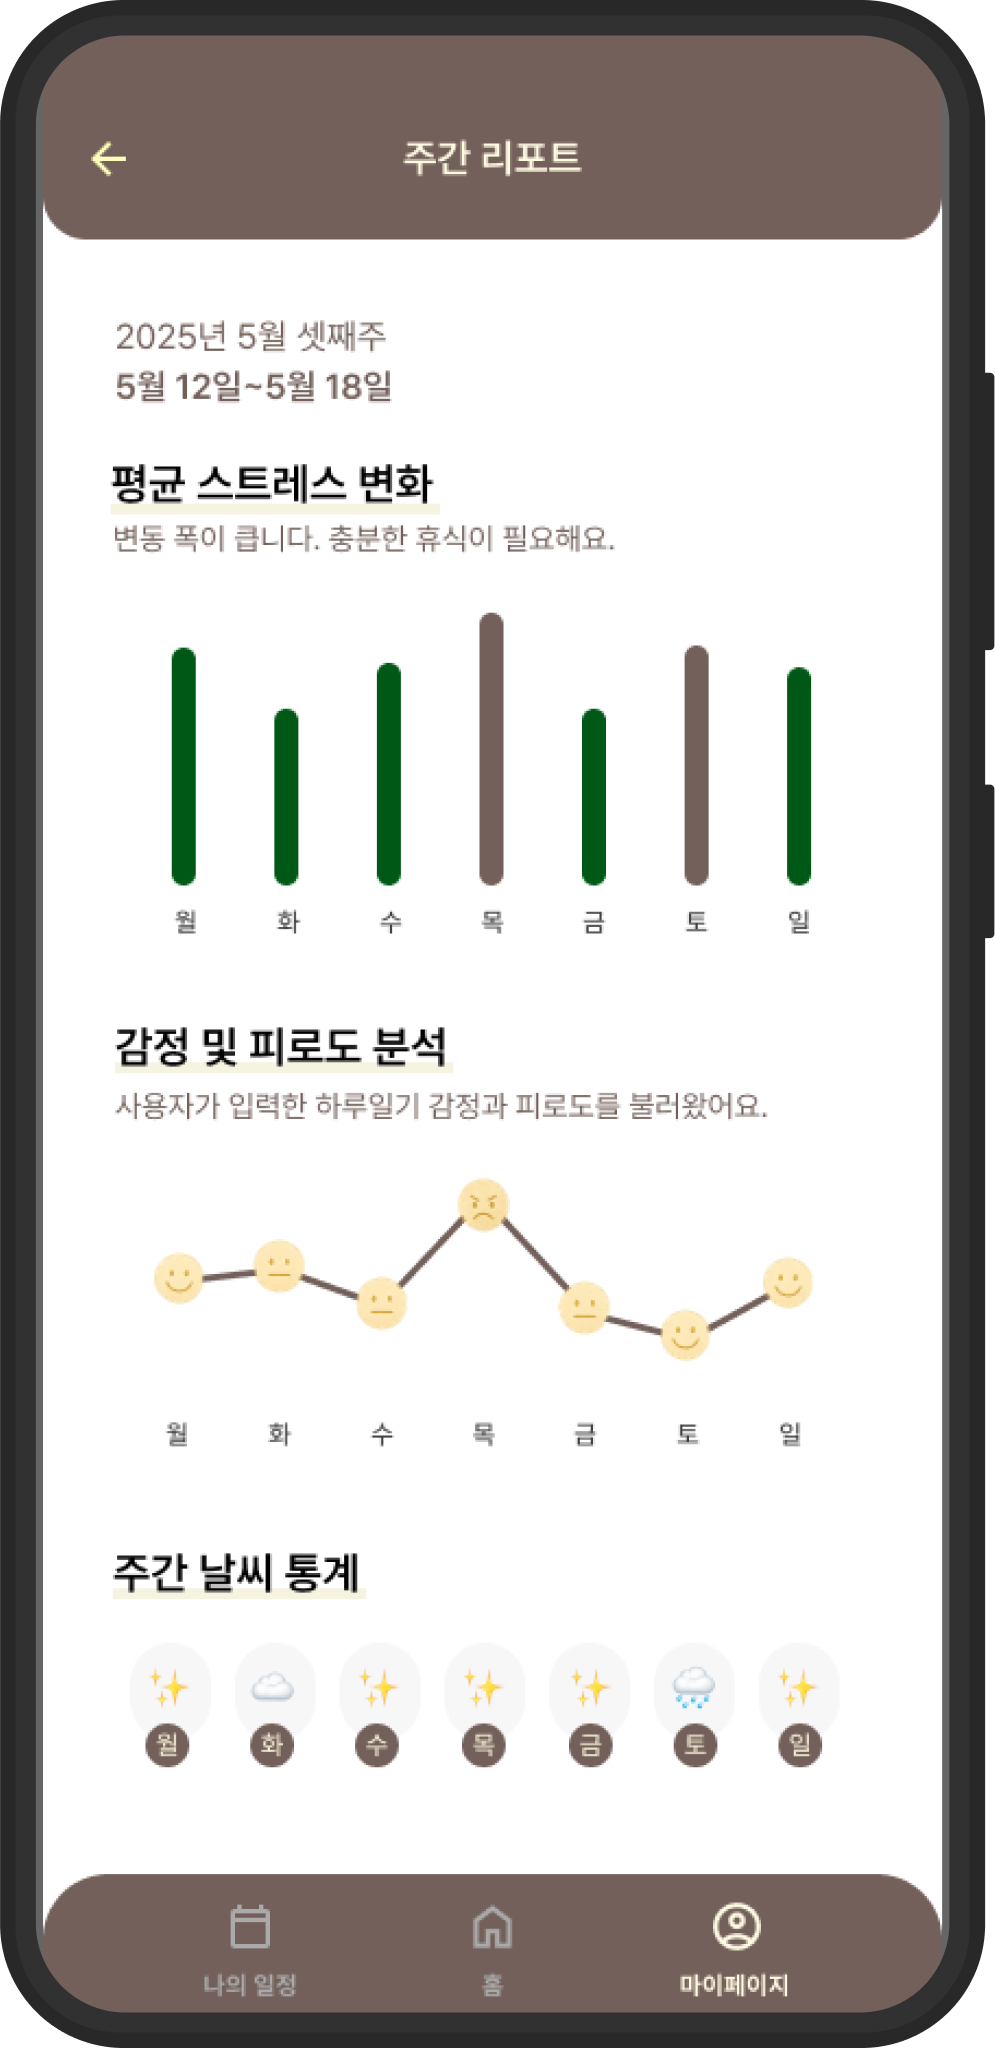 주간 리포트
2025년 5월 셋째주
5월 12일~5월 18일
평균 스트레스 변화
변동 폭이 큽니다. 충분한 휴식이 필요해요.
월 화 수 목 금 토 일
감정 및 피로도 분석
사용자가 입력한 하루일기 감정과 피로도를 불러왔어요.
월 화 수 목 금 토 일
주간 날씨 통계
월 화 수 목 금 토 일
나의 일정 홈 마이페이지